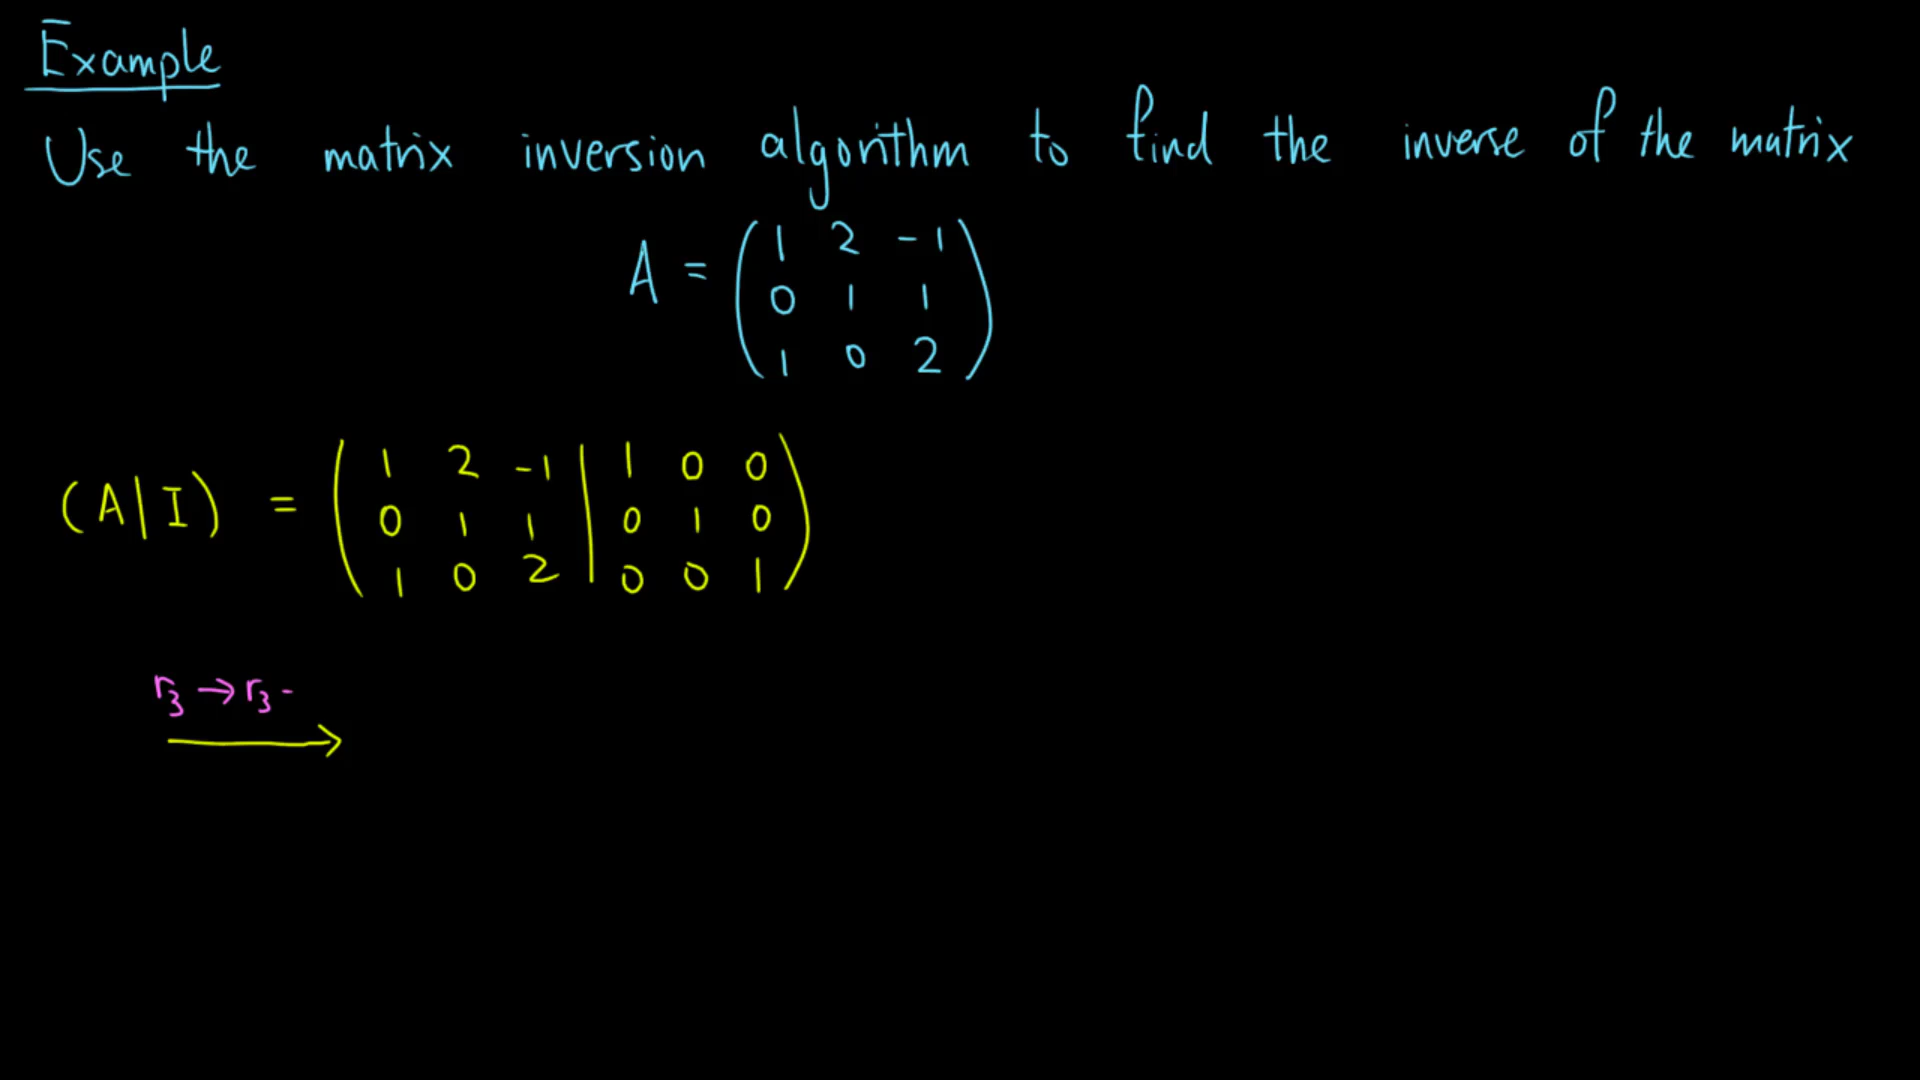 Example
Use the matrix inversion algorithm to find the inverse of the matrix
A = ( 1 2 -1
0 1 1
1 0 2 )
(A|I) = ( 1 2 -1 | 1 0 0
0 1 1 | 0 1 0
1 0 2 | 0 0 1 )
r₃ → r₃ -